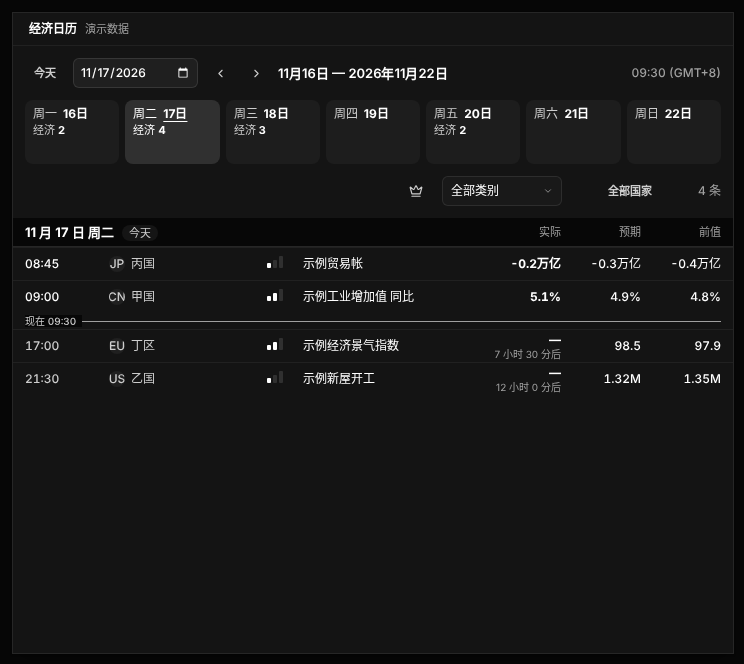 经济日历 演示数据
今天 11/17/2026 11月16日 — 2026年11月22日 09:30 (GMT+8)
周一 16日 周二 17日 周三 18日 周四 19日 周五 20日 周六 21日 周日 22日
经济 2 经济 4 经济 3 经济 2
全部类别 全部国家 4 条
11 月 17 日 周二 今天 实际 预期 前值
08:45 JP 丙国 示例贸易帐 -0.2万亿 -0.3万亿 -0.4万亿
09:00 CN 甲国 示例工业增加值 同比 5.1% 4.9% 4.8%
现在 09:30
17:00 EU 丁区 示例经济景气指数 — 98.5 97.9
7 小时 30 分后
21:30 US 乙国 示例新屋开工 — 1.32M 1.35M
12 小时 0 分后